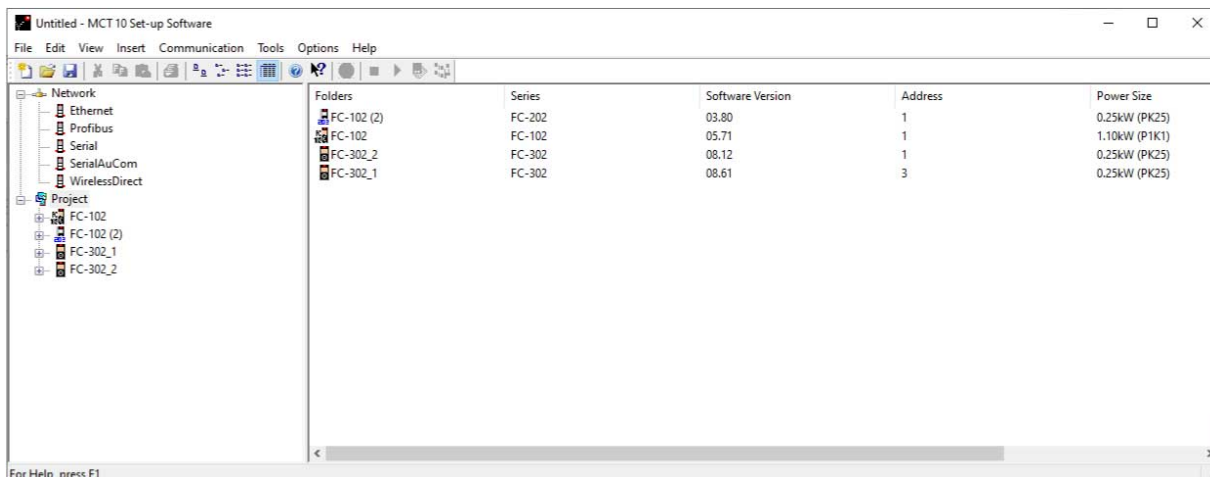 Untitled - MCT 10 Set-up Software
File Edit View Insert Communication Tools Options Help
Network
Ethernet
Profibus
Serial
SerialAuCom
WirelessDirect
Project
FC-102
FC-102 (2)
FC-302_1
FC-302_2
Folders Series Software Version Address Power Size
FC-102 (2) FC-202 03.80 1 0.25kW (PK25)
FC-102 FC-102 05.71 1 1.10kW (P1K1)
FC-302_2 FC-302 08.12 1 0.25kW (PK25)
FC-302_1 FC-302 08.61 3 0.25kW (PK25)
For Help, press F1